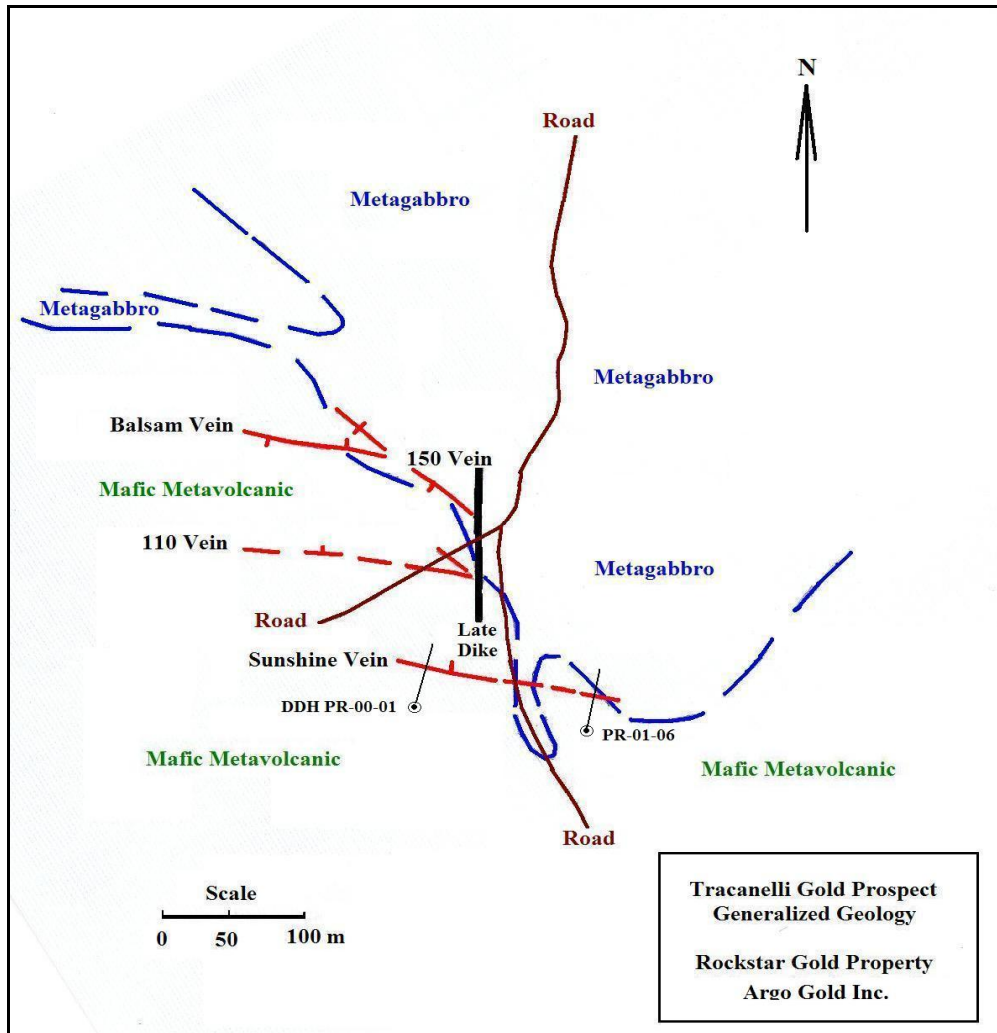 N
Road
Metagabbro
Metagabbro
Metagabbro
Balsam Vein
150 Vein
Mafic Metavolcanic
110 Vein
Metagabbro
Road
Late
Dike
Sunshine Vein
DDH PR-00-01
PR-01-06
Mafic Metavolcanic
Mafic Metavolcanic
Road
Scale
0 50 100 m
Tracanelli Gold Prospect
Generalized Geology
Rockstar Gold Property
Argo Gold Inc.